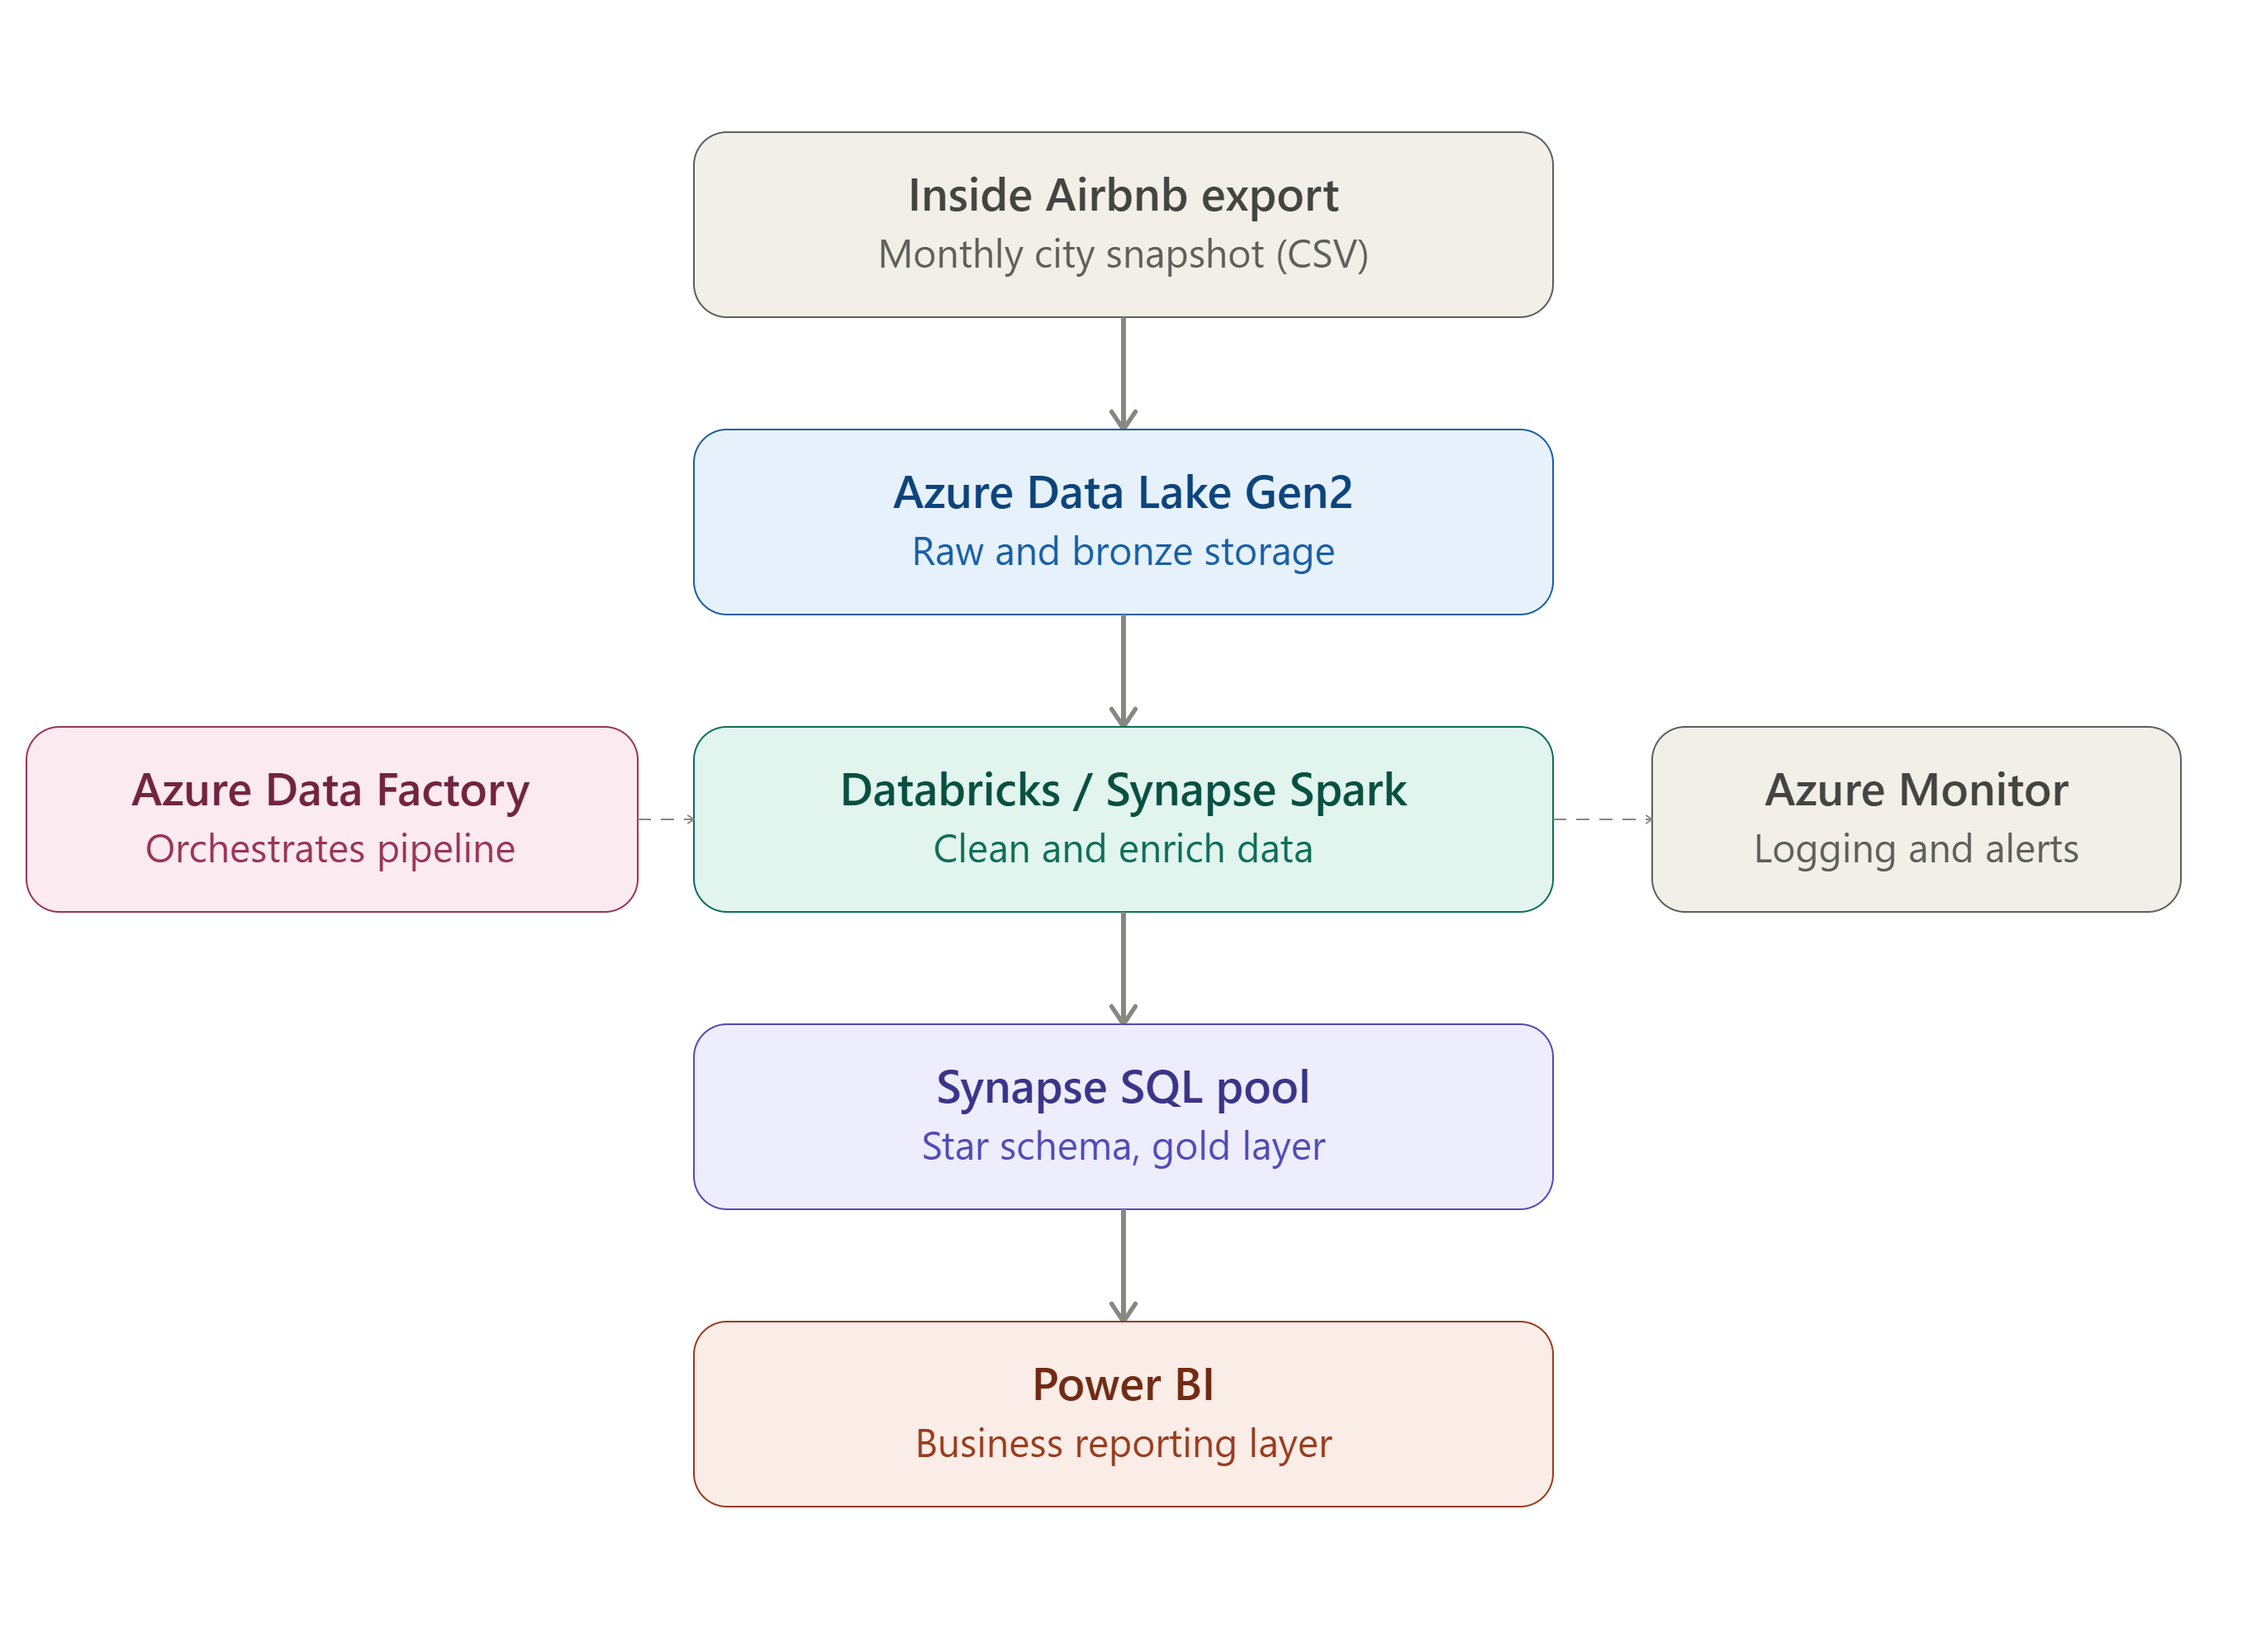 Inside Airbnb export
Monthly city snapshot (CSV)
Azure Data Lake Gen2
Raw and bronze storage
Azure Data Factory
Orchestrates pipeline
Databricks / Synapse Spark
Clean and enrich data
Azure Monitor
Logging and alerts
Synapse SQL pool
Star schema, gold layer
Power BI
Business reporting layer